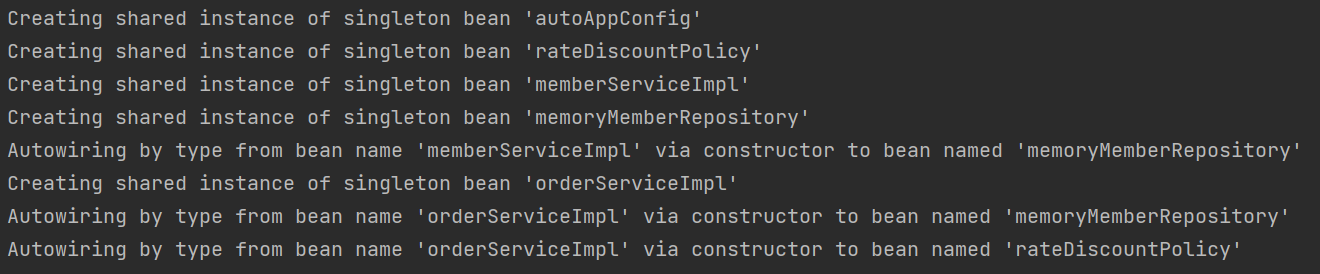 Creating shared instance of singleton bean 'autoAppConfig'
Creating shared instance of singleton bean 'rateDiscountPolicy'
Creating shared instance of singleton bean 'memberServiceImpl'
Creating shared instance of singleton bean 'memoryMemberRepository'
Autowiring by type from bean name 'memberServiceImpl' via constructor to bean named 'memoryMemberRepository'
Creating shared instance of singleton bean 'orderServiceImpl'
Autowiring by type from bean name 'orderServiceImpl' via constructor to bean named 'memoryMemberRepository'
Autowiring by type from bean name 'orderServiceImpl' via constructor to bean named 'rateDiscountPolicy'